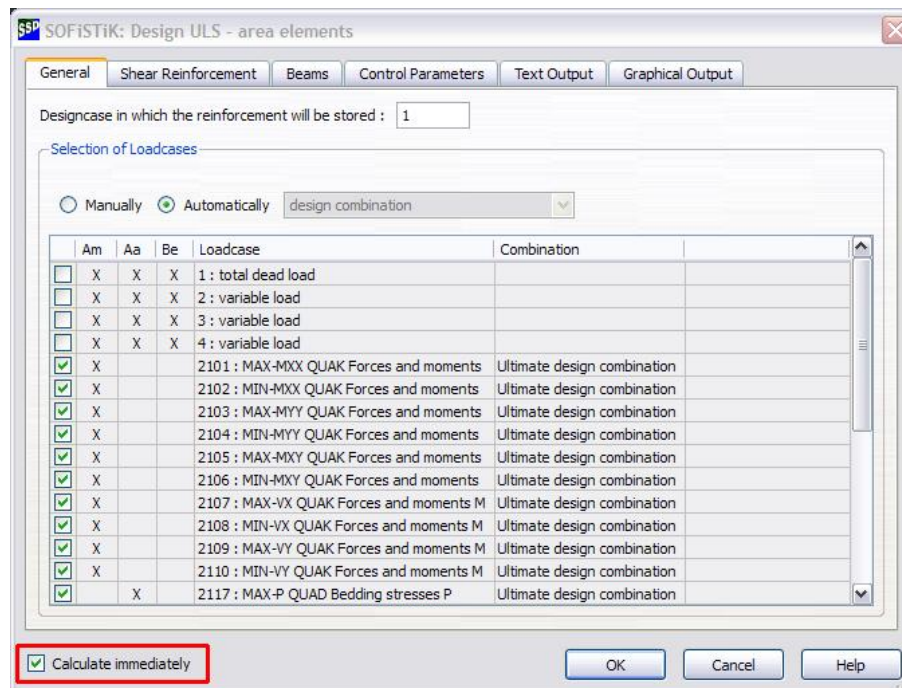 SSD SOFiSTiK: Design ULS - area elements
General Shear Reinforcement Beams Control Parameters Text Output Graphical Output
Designcase in which the reinforcement will be stored : 1
Selection of Loadcases
Manually Automatically design combination
Am Aa Be Loadcase Combination
X X X 1 : total dead load
X X X 2 : variable load
X X X 3 : variable load
X X X 4 : variable load
X 2101 : MAX-MXX QUAK Forces and moments Ultimate design combination
X 2102 : MIN-MXX QUAK Forces and moments Ultimate design combination
X 2103 : MAX-MYY QUAK Forces and moments Ultimate design combination
X 2104 : MIN-MYY QUAK Forces and moments Ultimate design combination
X 2105 : MAX-MXY QUAK Forces and moments Ultimate design combination
X 2106 : MIN-MXY QUAK Forces and moments Ultimate design combination
X 2107 : MAX-VX QUAK Forces and moments M Ultimate design combination
X 2108 : MIN-VX QUAK Forces and moments M Ultimate design combination
X 2109 : MAX-VY QUAK Forces and moments M Ultimate design combination
X 2110 : MIN-VY QUAK Forces and moments M Ultimate design combination
X 2117 : MAX-P QUAD Bedding stresses P Ultimate design combination
Calculate immediately OK Cancel Help